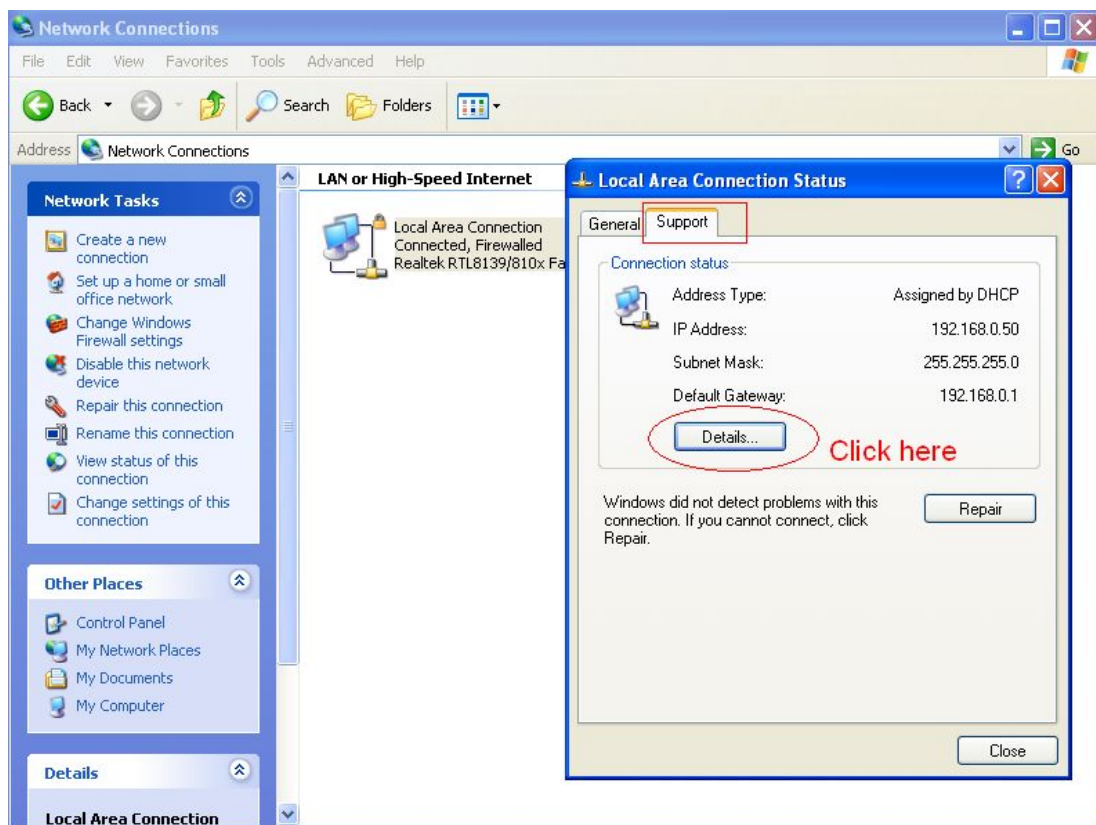 Network Connections
File Edit View Favorites Tools Advanced Help
Back Search Folders
Address Network Connections Go
Network Tasks
Create a new
connection
Set up a home or small
office network
Change Windows
Firewall settings
Disable this network
device
Repair this connection
Rename this connection
View status of this
connection
Change settings of this
connection
Other Places
Control Panel
My Network Places
My Documents
My Computer
Details
Local Area Connection
LAN or High-Speed Internet
Local Area Connection
Connected, Firewalled
Realtek RTL8139/810x Fa
Local Area Connection Status
General Support
Connection status
Address Type: Assigned by DHCP
IP Address: 192.168.0.50
Subnet Mask: 255.255.255.0
Default Gateway: 192.168.0.1
Details... Click here
Windows did not detect problems with this
connection. If you cannot connect, click
Repair.
Repair
Close